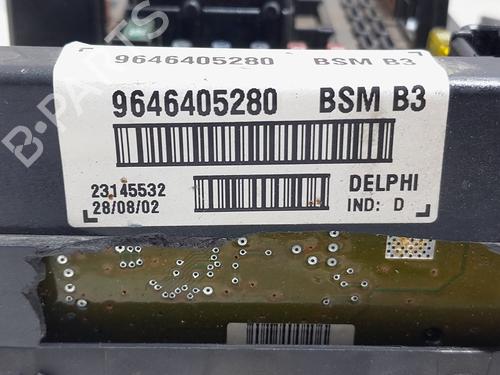 9646405280 BSM B3
9646405280 BSM B3
23145532 DELPHI
28/08/02 IND: D
B-PARTS